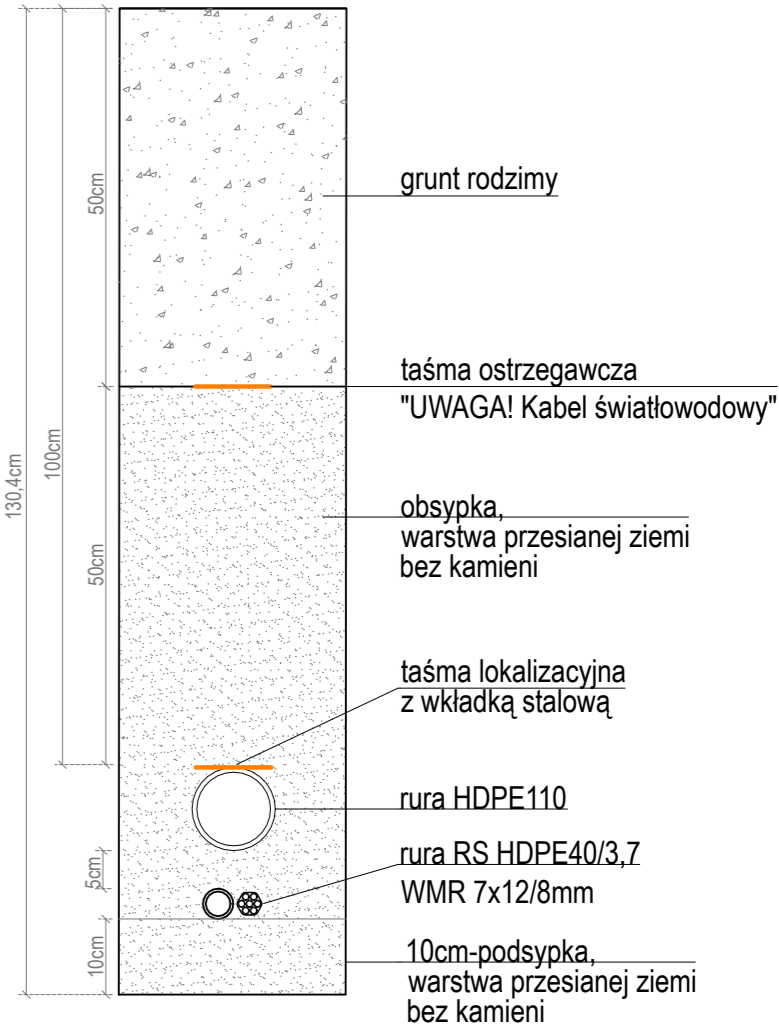 130,4cm
100cm
50cm
50cm
5cm
10cm
grunt rodzimy
taśma ostrzegawcza
"UWAGA! Kabel światłowodowy"
obsypka,
warstwa przesianej ziemi
bez kamieni
taśma lokalizacyjna
z wkładką stalową
rura HDPE110
rura RS HDPE40/3,7
WMR 7x12/8mm
10cm-podsypka,
warstwa przesianej ziemi
bez kamieni